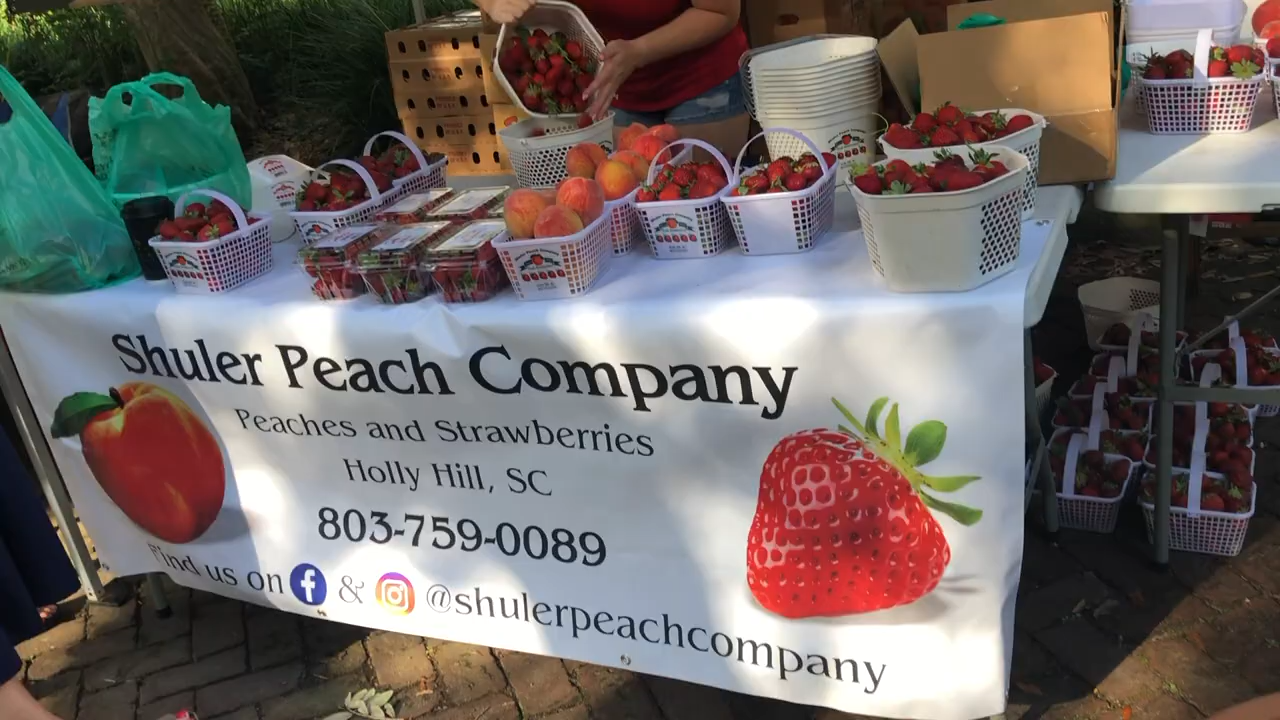 Shuler Peach Company
Peaches and Strawberries
Holly Hill, SC
803-759-0089
Find us on & @shulerpeachcompany